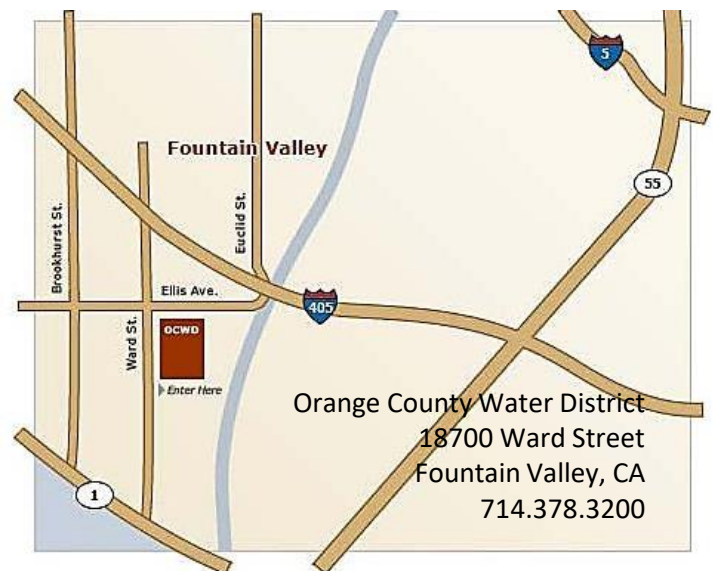 5
Fountain Valley
55
Brookhurst St.
Euclid St.
Ellis Ave.
405
OCWD
Ward St.
Enter Here
Orange County Water District
18700 Ward Street
Fountain Valley, CA
714.378.3200
1